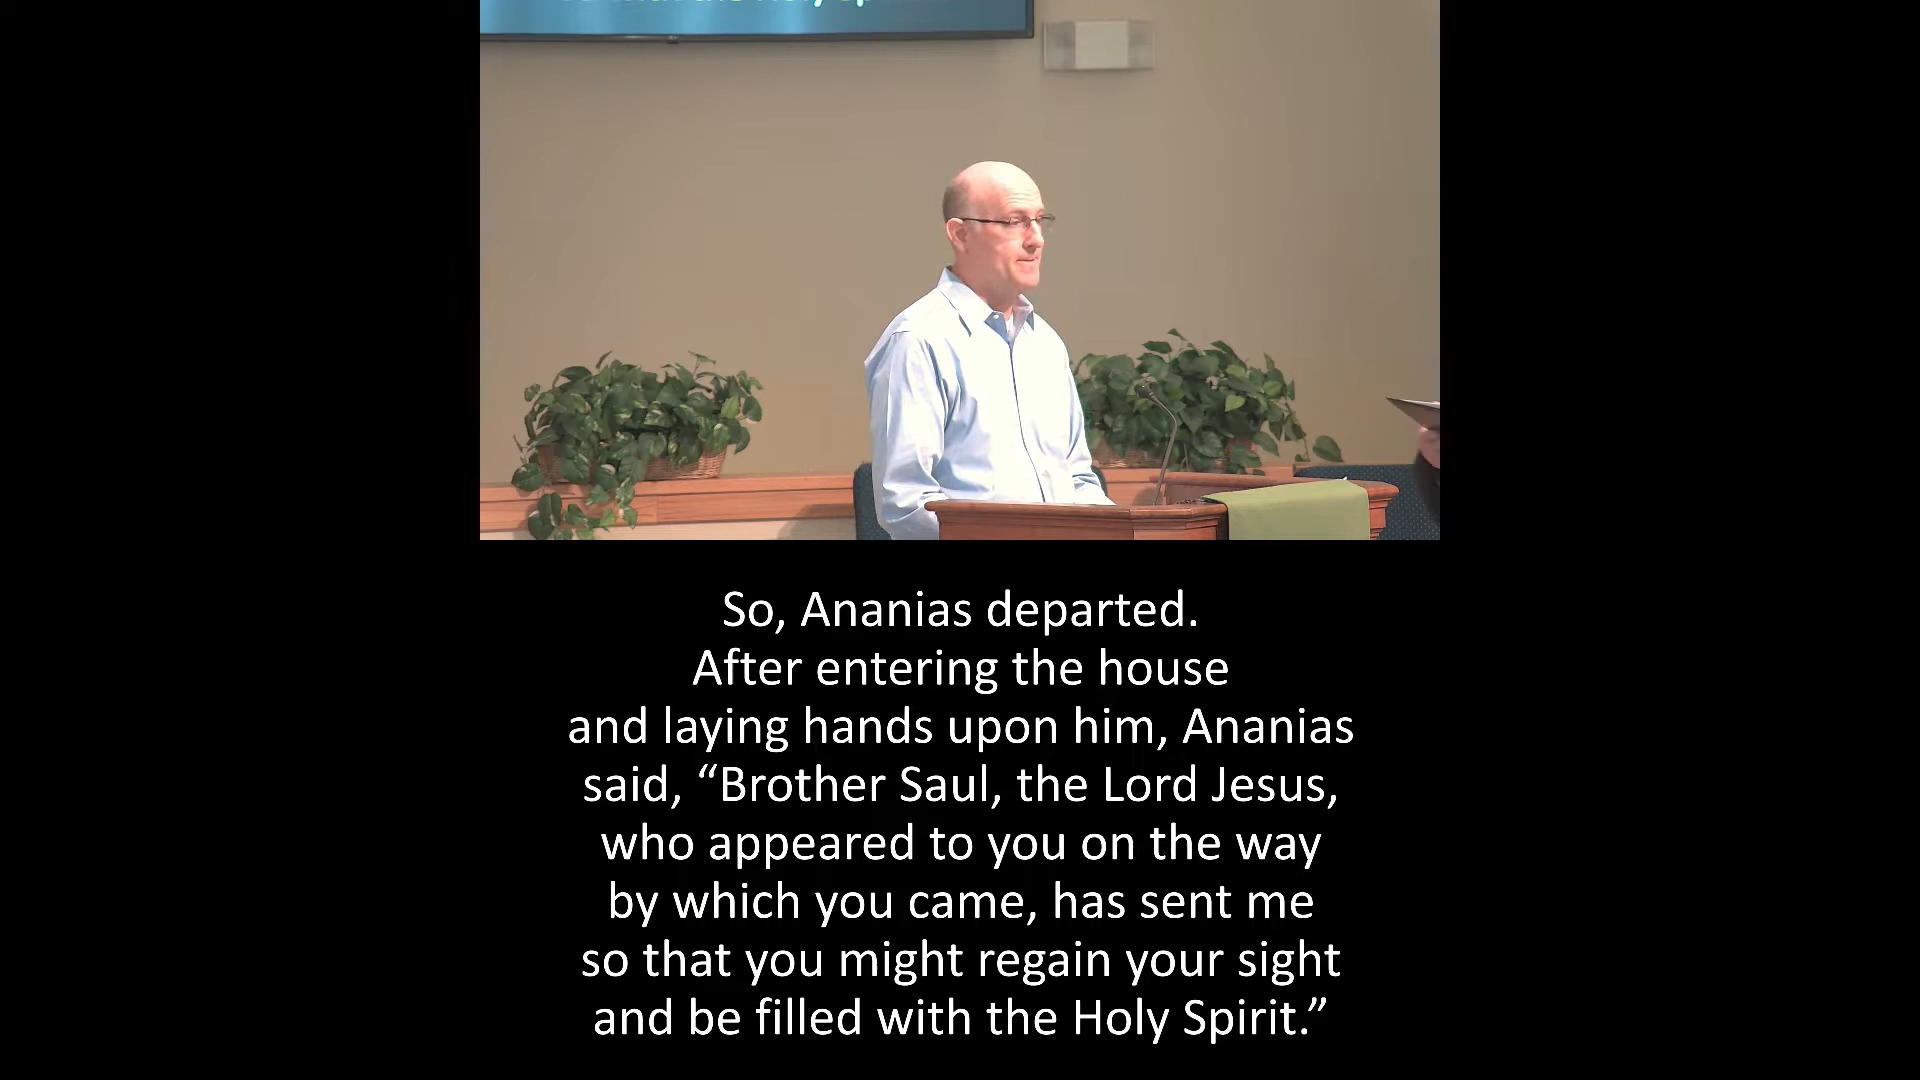 So, Ananias departed.
After entering the house
and laying hands upon him, Ananias
said, “Brother Saul, the Lord Jesus,
who appeared to you on the way
by which you came, has sent me
so that you might regain your sight
and be filled with the Holy Spirit.”